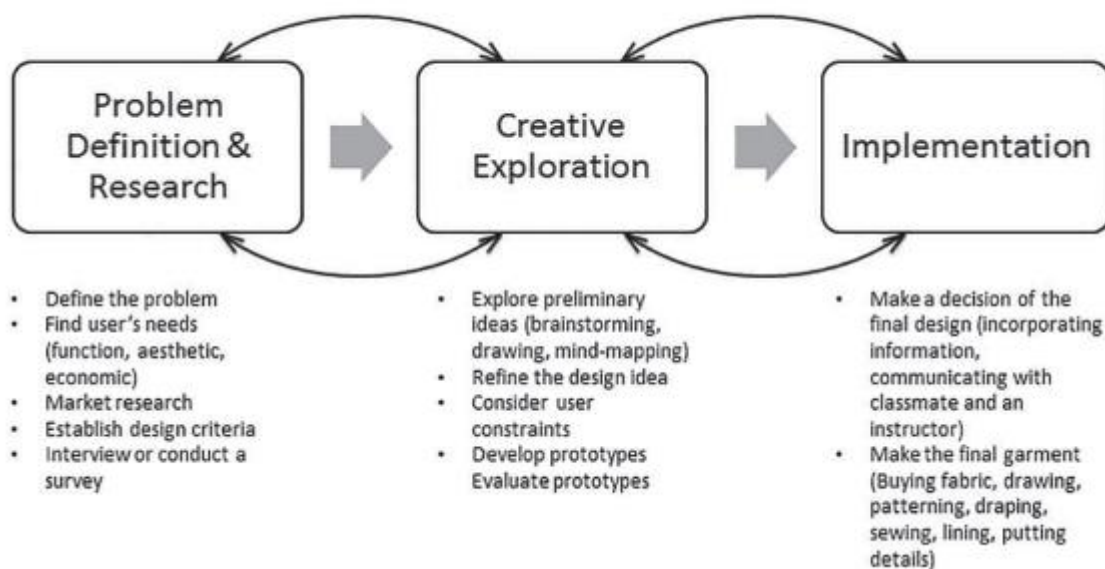 Problem
Definition &
Research
Creative
Exploration
Implementation
• Define the problem
• Find user's needs
(function, aesthetic,
economic)
• Market research
• Establish design criteria
• Interview or conduct a
survey
• Explore preliminary
ideas (brainstorming,
drawing, mind-mapping)
• Refine the design idea
• Consider user
constraints
• Develop prototypes
Evaluate prototypes
• Make a decision of the
final design (incorporating
information,
communicating with
classmate and an
instructor)
• Make the final garment
(Buying fabric, drawing,
patterning, draping,
sewing, lining, putting
details)